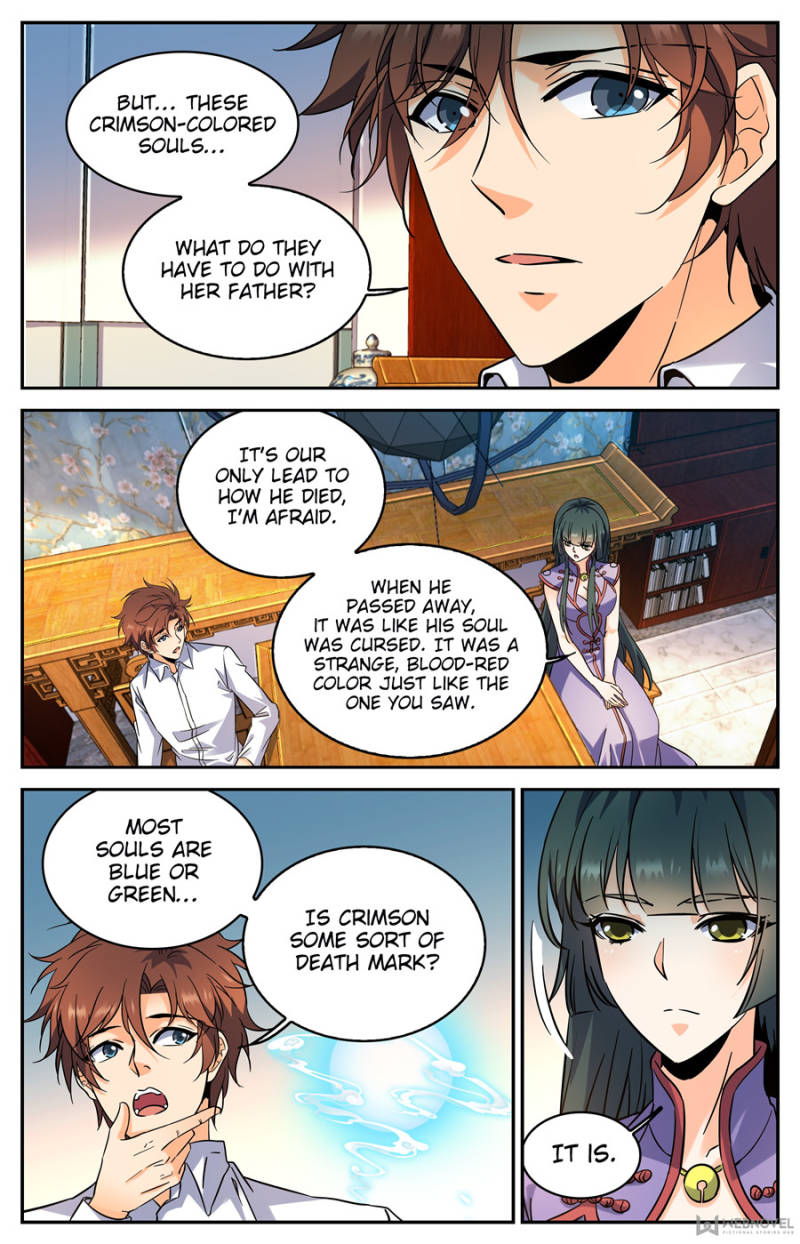 BUT... THESE
CRIMSON-COLORED
SOULS...
WHAT DO THEY
HAVE TO DO WITH
HER FATHER?
IT'S OUR
ONLY LEAD TO
HOW HE DIED,
I'M AFRAID.
WHEN HE
PASSED AWAY,
IT WAS LIKE HIS SOUL
WAS CURSED. IT WAS A
STRANGE, BLOOD-RED
COLOR JUST LIKE THE
ONE YOU SAW.
MOST
SOULS ARE
BLUE OR
GREEN...
IS CRIMSON
SOME SORT OF
DEATH MARK?
IT IS.
WEBNOVEL
FICTIONAL STORIES HUB